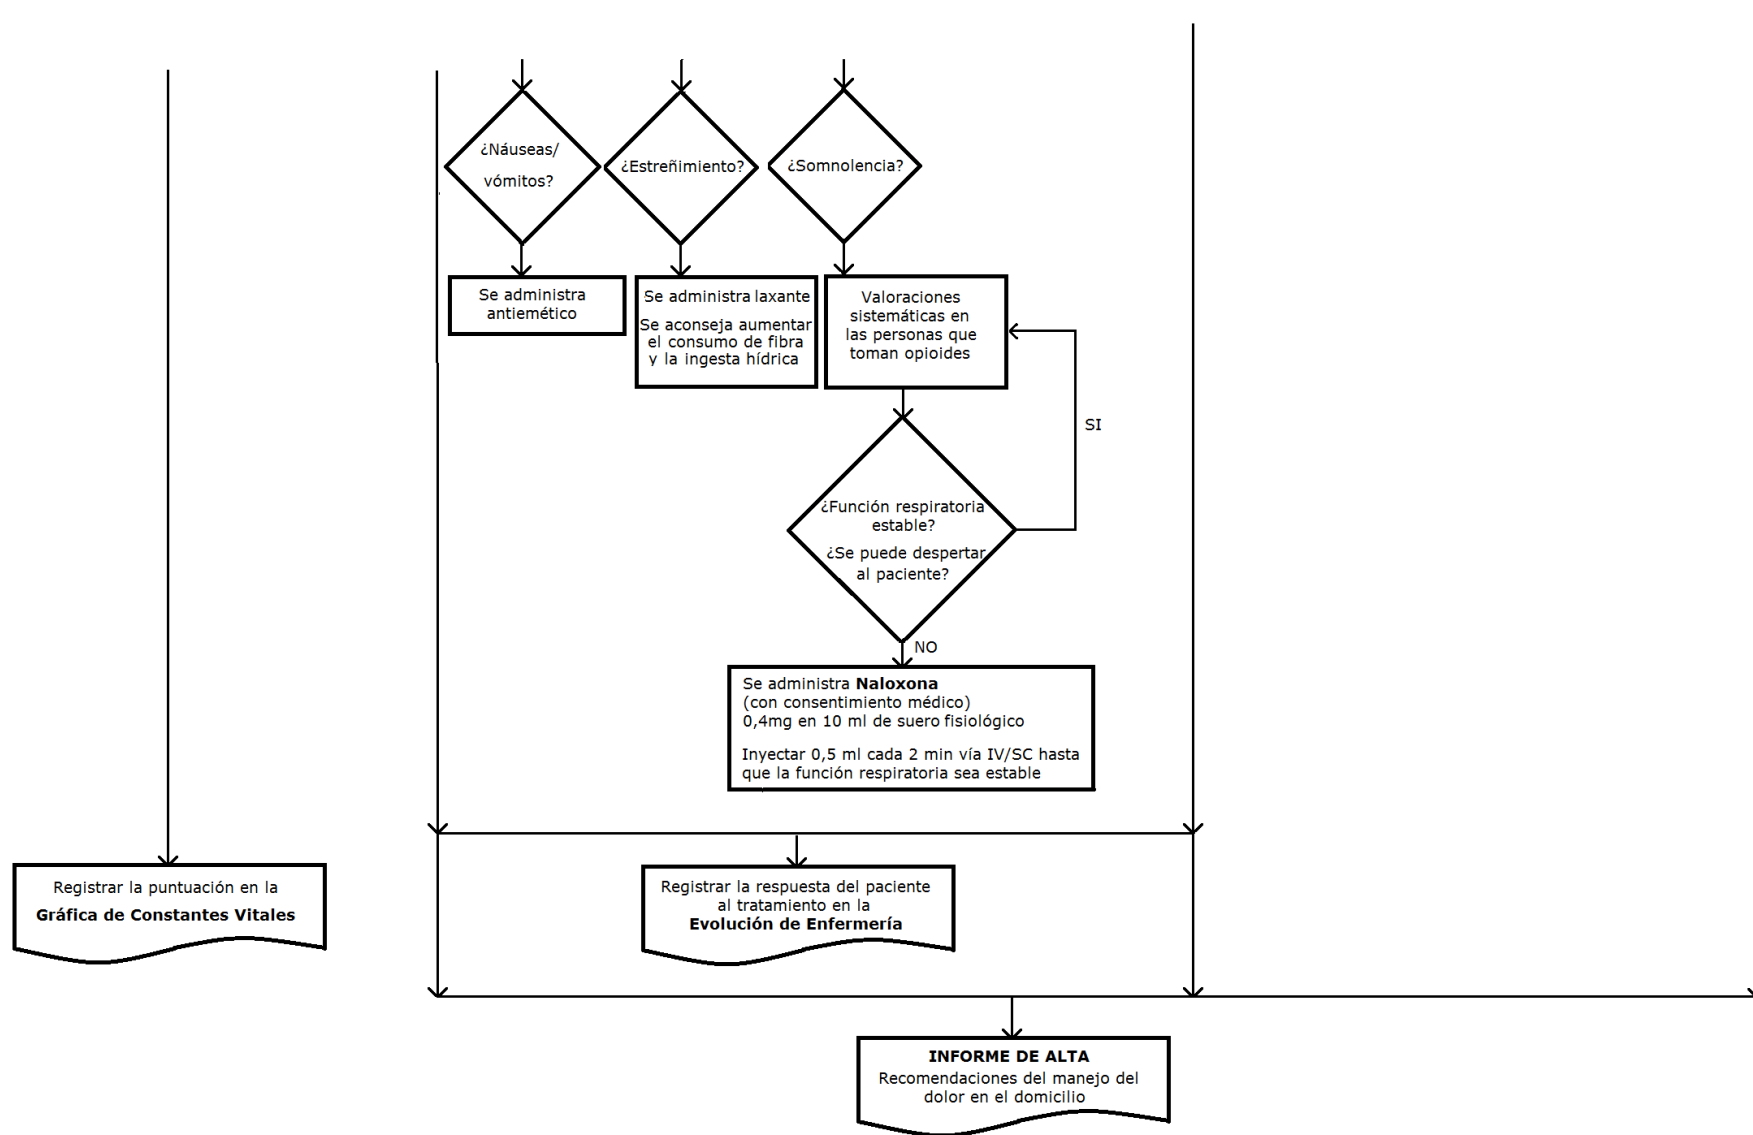 ¿Náuseas/
vómitos?
¿Estreñimiento?
¿Somnolencia?
Se administra
antiemético
Se administra laxante
Se aconseja aumentar
el consumo de fibra
y la ingesta hídrica
Valoraciones
sistemáticas en
las personas que
toman opioides
SI
¿Función respiratoria
estable?
¿Se puede despertar
al paciente?
NO
Se administra Naloxona
(con consentimiento médico)
0,4mg en 10 ml de suero fisiológico
Inyectar 0,5 ml cada 2 min vía IV/SC hasta
que la función respiratoria sea estable
Registrar la puntuación en la
Gráfica de Constantes Vitales
Registrar la respuesta del paciente
al tratamiento en la
Evolución de Enfermería
INFORME DE ALTA
Recomendaciones del manejo del
dolor en el domicilio